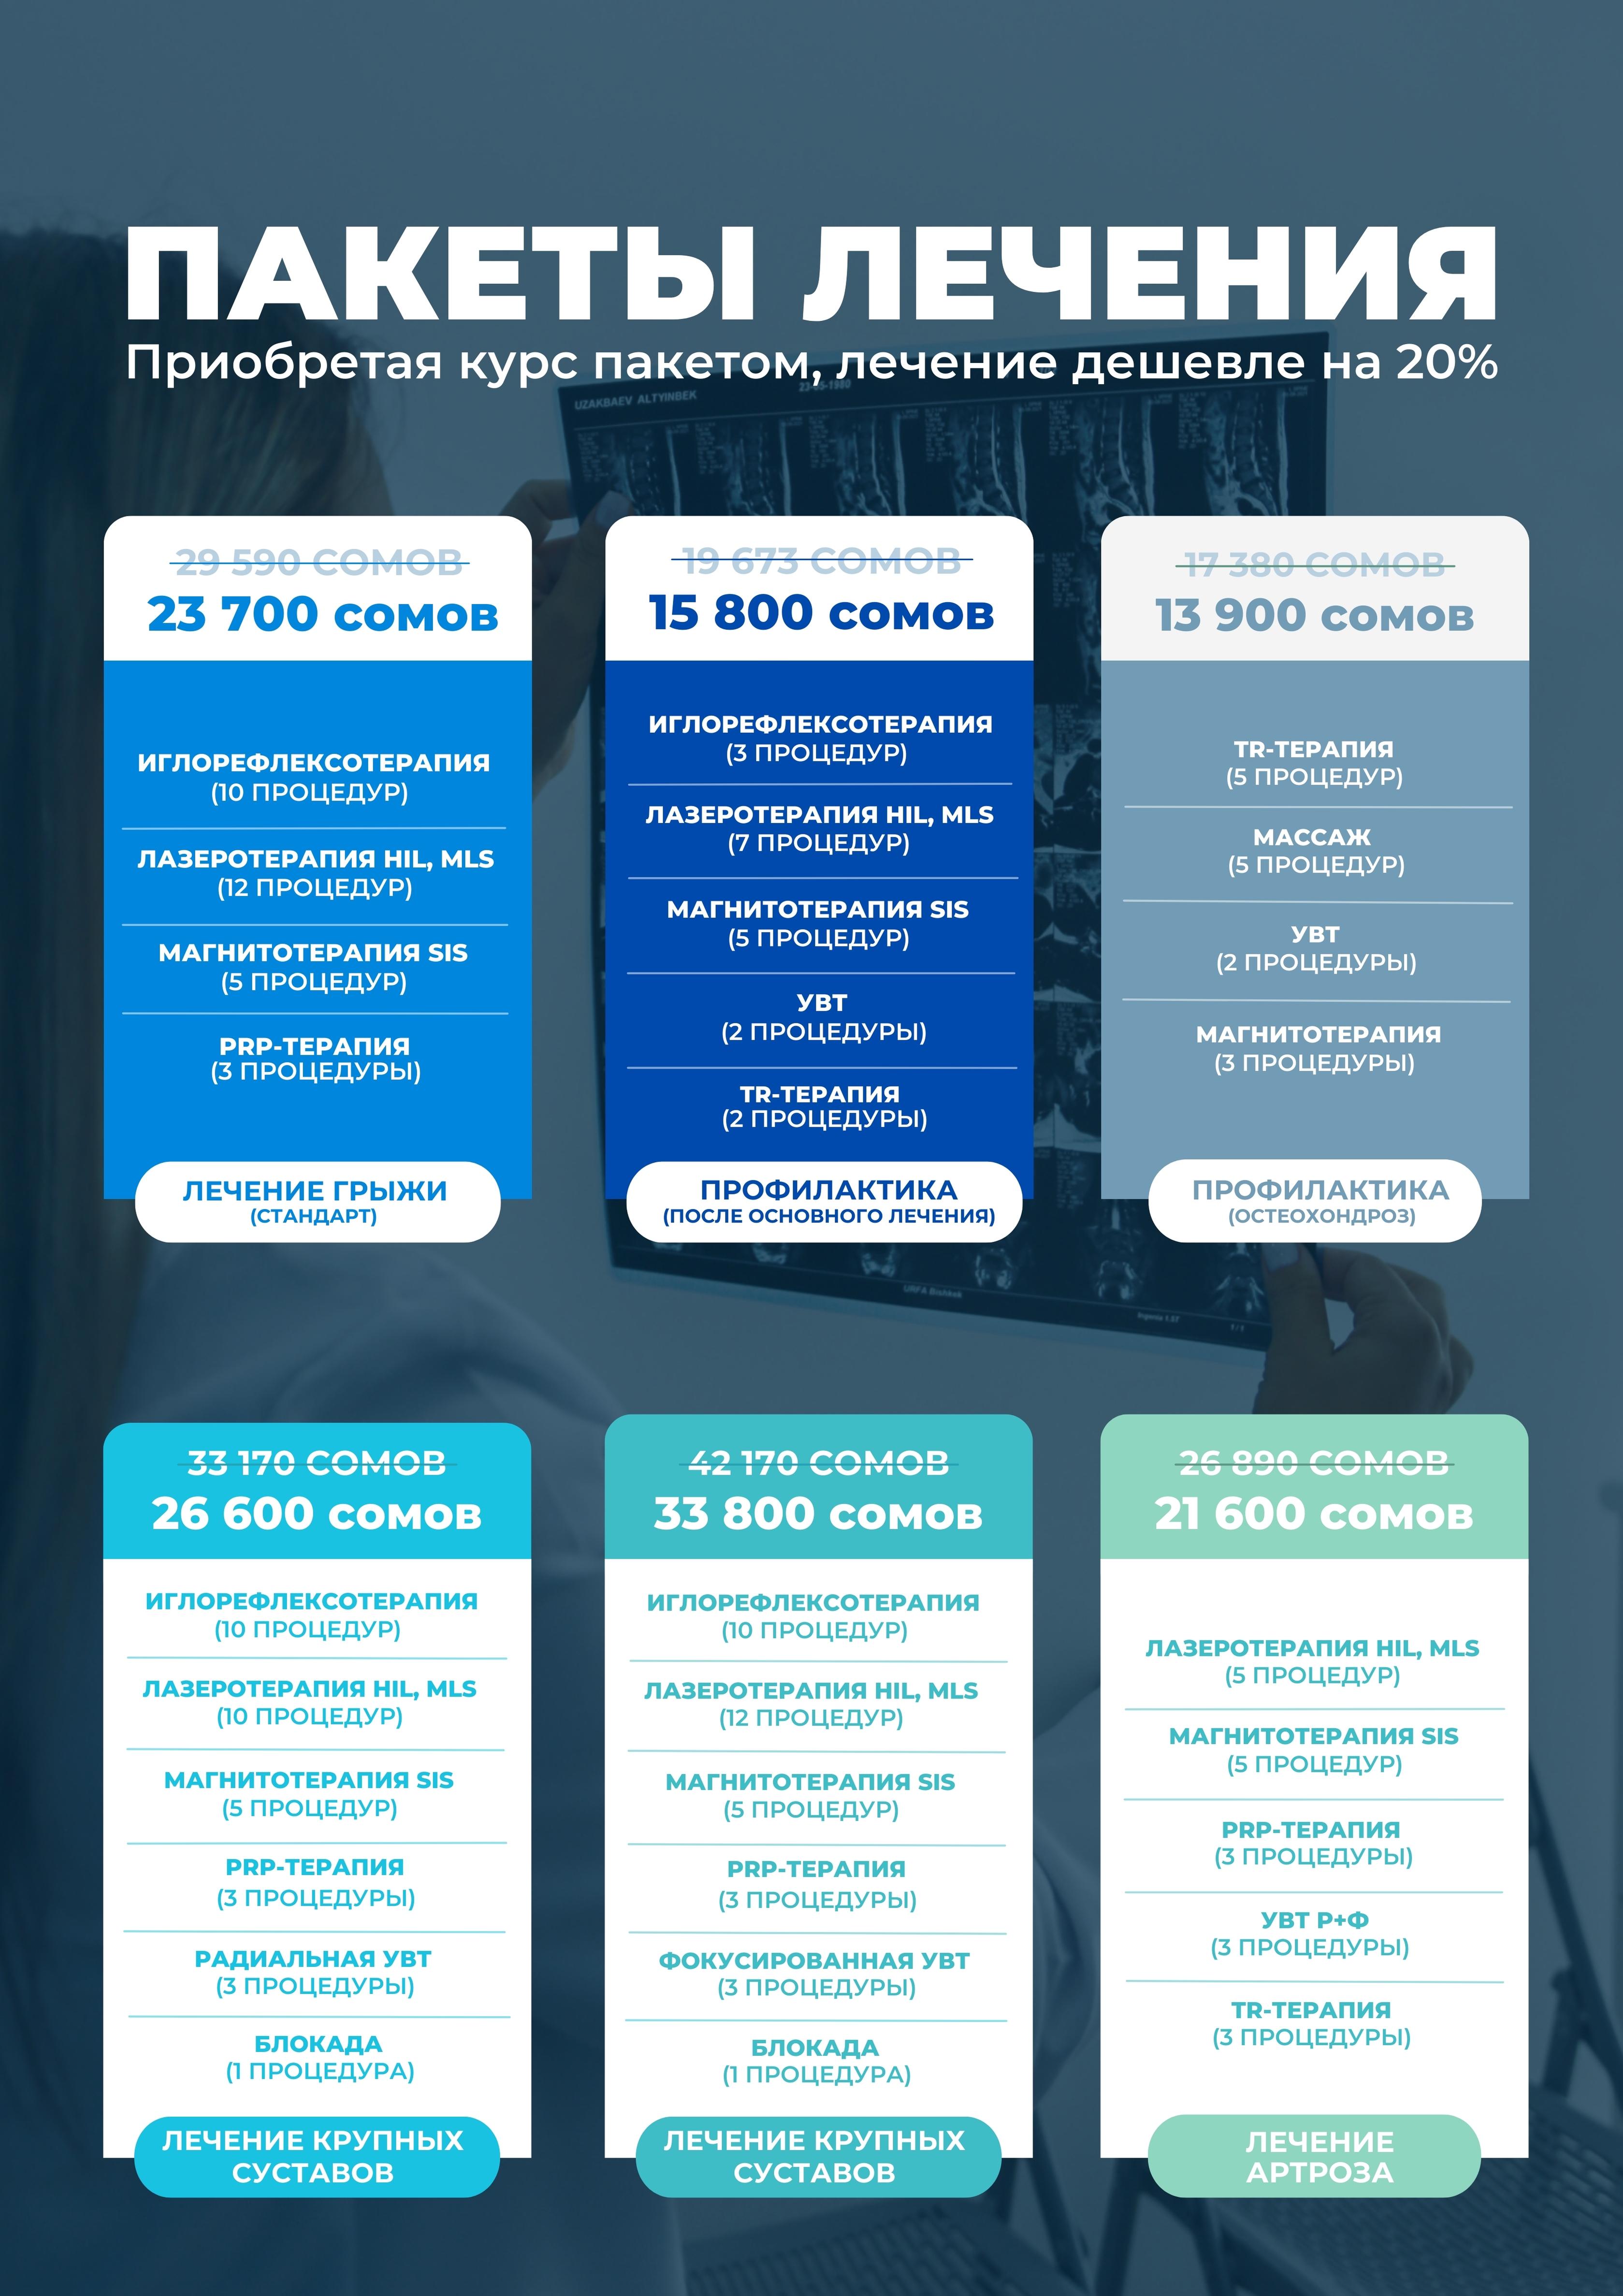 ПАКЕТЫ ЛЕЧЕНИЯ
Приобретая курс пакетом, лечение дешевле на 20%
UZAKBAEV ALTYINBEK
29 590 СОМОВ
23 700 сомов
ИГЛОРЕФЛЕКСОТЕРАПИЯ
(10 ПРОЦЕДУР)
ЛАЗЕРОТЕРАПИЯ HIL, MLS
(12 ПРОЦЕДУР)
МАГНИТОТЕРАПИЯ SIS
(5 ПРОЦЕДУР)
PRP-ТЕРАПИЯ
(3 ПРОЦЕДУРЫ)
ЛЕЧЕНИЕ ГРЫЖИ
(СТАНДАРТ)
19 673 СОМОВ
15 800 сомов
ИГЛОРЕФЛЕКСОТЕРАПИЯ
(3 ПРОЦЕДУР)
ЛАЗЕРОТЕРАПИЯ HIL, MLS
(7 ПРОЦЕДУР)
МАГНИТОТЕРАПИЯ SIS
(5 ПРОЦЕДУР)
УВТ
(2 ПРОЦЕДУРЫ)
TR-ТЕРАПИЯ
(2 ПРОЦЕДУРЫ)
ПРОФИЛАКТИКА
(ПОСЛЕ ОСНОВНОГО ЛЕЧЕНИЯ)
17 380 СОМОВ
13 900 сомов
TR-ТЕРАПИЯ
(5 ПРОЦЕДУР)
МАССАЖ
(5 ПРОЦЕДУР)
УВТ
(2 ПРОЦЕДУРЫ)
МАГНИТОТЕРАПИЯ
(3 ПРОЦЕДУРЫ)
ПРОФИЛАКТИКА
(ОСТЕОХОНДРОЗ)
URFA Bishkek
1 / 1
33 170 СОМОВ
26 600 сомов
ИГЛОРЕФЛЕКСОТЕРАПИЯ
(10 ПРОЦЕДУР)
ЛАЗЕРОТЕРАПИЯ HIL, MLS
(10 ПРОЦЕДУР)
МАГНИТОТЕРАПИЯ SIS
(5 ПРОЦЕДУР)
PRP-ТЕРАПИЯ
(3 ПРОЦЕДУРЫ)
РАДИАЛЬНАЯ УВТ
(3 ПРОЦЕДУРЫ)
БЛОКАДА
(1 ПРОЦЕДУРА)
ЛЕЧЕНИЕ КРУПНЫХ
СУСТАВОВ
42 170 СОМОВ
33 800 сомов
ИГЛОРЕФЛЕКСОТЕРАПИЯ
(10 ПРОЦЕДУР)
ЛАЗЕРОТЕРАПИЯ HIL, MLS
(12 ПРОЦЕДУР)
МАГНИТОТЕРАПИЯ SIS
(5 ПРОЦЕДУР)
PRP-ТЕРАПИЯ
(3 ПРОЦЕДУРЫ)
ФОКУСИРОВАННАЯ УВТ
(3 ПРОЦЕДУРЫ)
БЛОКАДА
(1 ПРОЦЕДУРА)
ЛЕЧЕНИЕ КРУПНЫХ
СУСТАВОВ
26 890 СОМОВ
21 600 сомов
ЛАЗЕРОТЕРАПИЯ HIL, MLS
(5 ПРОЦЕДУР)
МАГНИТОТЕРАПИЯ SIS
(5 ПРОЦЕДУР)
PRP-ТЕРАПИЯ
(3 ПРОЦЕДУРЫ)
УВТ Р+Ф
(3 ПРОЦЕДУРЫ)
TR-ТЕРАПИЯ
(3 ПРОЦЕДУРЫ)
ЛЕЧЕНИЕ
АРТРОЗА